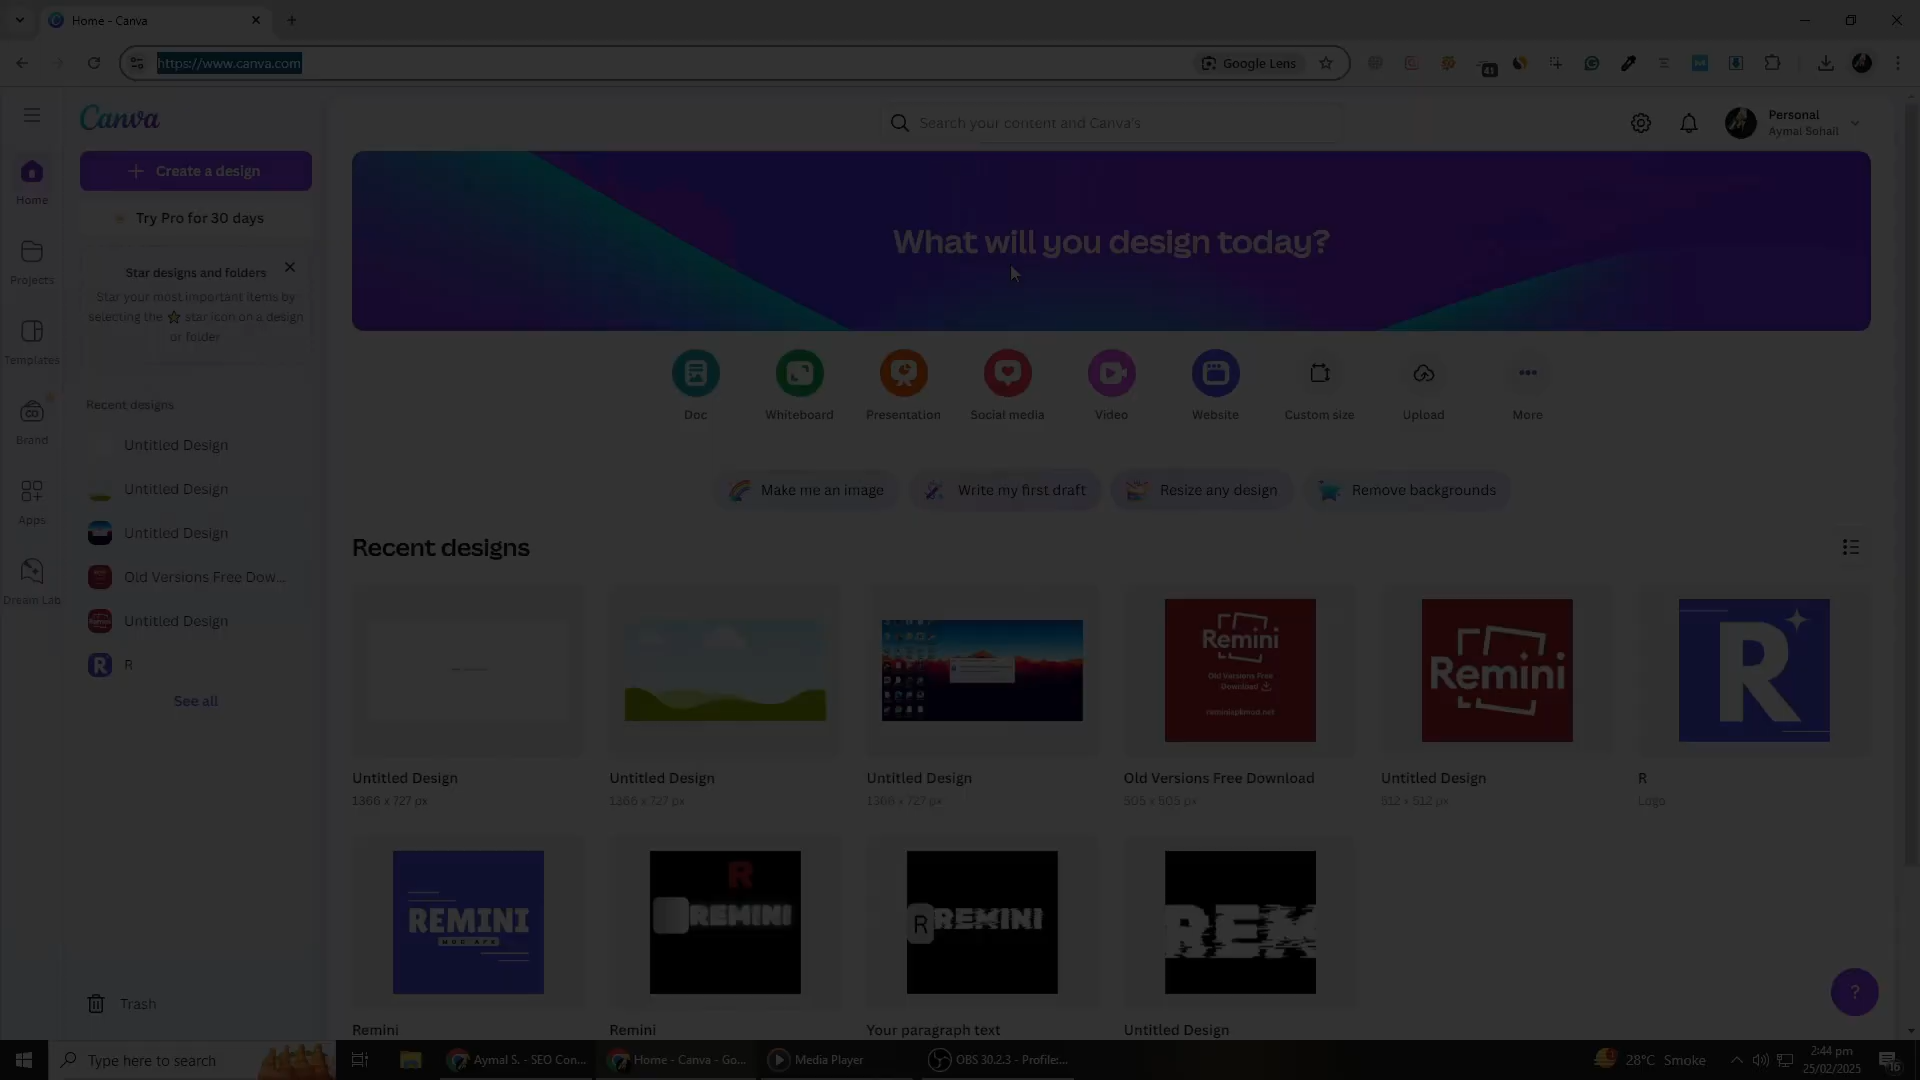 Home - Canva
https://www.canva.com
Google Lens
41
Canva
Search your content and Canva's
Personal
Aymal Sohail
Create a design
Home
Try Pro for 30 days
What will you design today?
Projects
Star designs and folders
Star your most important items by
selecting the star icon on a design
or folder
Templates
Doc
Whiteboard
Presentation
Social media
Video
Website
Custom size
Upload
More
Recent designs
Brand
CO
Untitled Design
Make me an image
Write my first draft
Resize any design
Remove backgrounds
Untitled Design
Apps
Untitled Design
Recent designs
Old Versions Free Dow...
Dream Lab
Untitled Design
R
R
See all
Remini
Old Versions Free
Download
reminiapkmod.net
Remini
R
Untitled Design
1366 x 727 px
Untitled Design
1366 x 727 px
Untitled Design
1366 x 727 px
Old Versions Free Download
505 x 505 px
Untitled Design
512 x 512 px
R
Logo
REMINI
MOD APK
R
REMINI
R
REMINI
REM
Trash
?
Remini
Remini
Your paragraph text
Untitled Design
Type here to search
Aymal S. - SEO Con...
Home - Canva - Go...
Media Player
OBS 30.2.3 - Profile:...
28°C Smoke
2:44 pm
25/02/2025
16